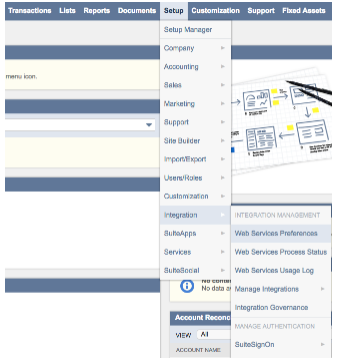 Transactions Lists Reports Documents Setup Customization Support Fixed Assets
Setup Manager
Company
Accounting
menu icon.
Sales
Marketing
Support
Site Builder
Import/Export
Users/Roles
Customization
Integration
SuiteApps
Services
SuiteSocial
INTEGRATION MANAGEMENT
Web Services Preferences
Web Services Process Status
Web Services Usage Log
Manage Integrations
Integration Governance
MANAGE AUTHENTICATION
SuiteSignOn
No data
Account Reconc
VIEW All
ACCOUNT NAME